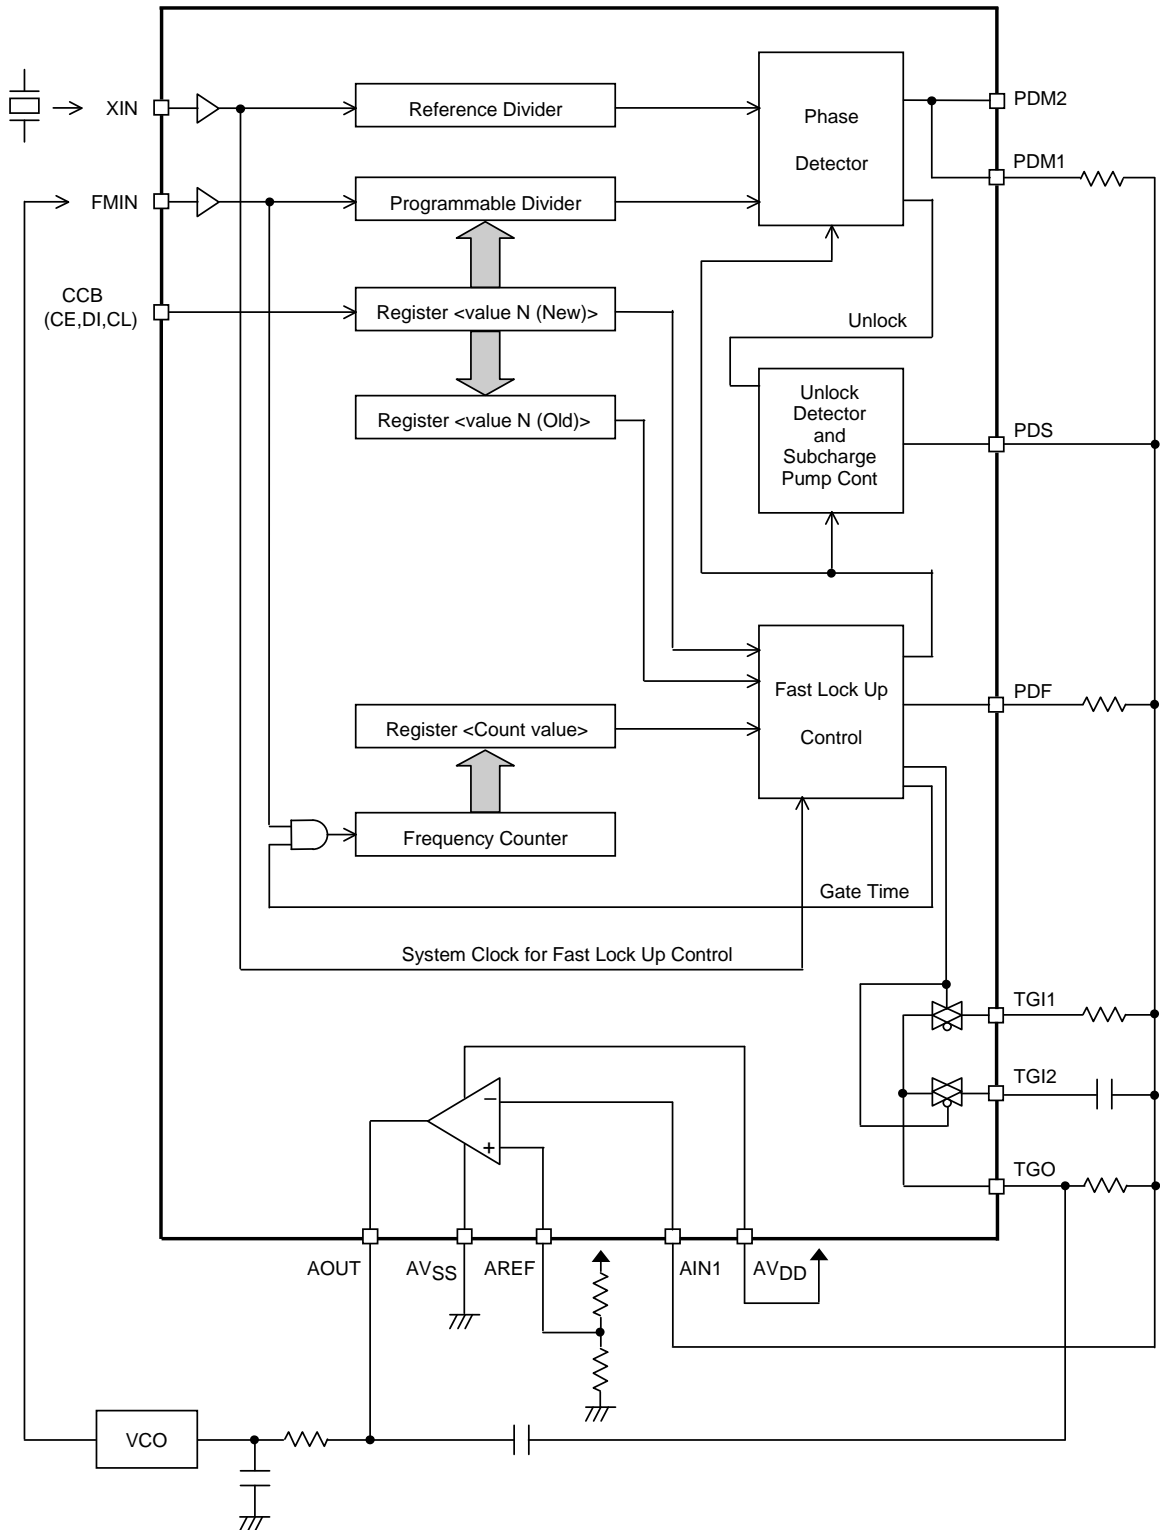 XIN
Reference Divider
Phase
Detector
PDM2
PDM1
FMIN
Programmable Divider
CCB
(CE,DI,CL)
Register <value N (New)>
Unlock
Register <value N (Old)>
Unlock
Detector
and
Subcharge
Pump Cont
PDS
Fast Lock Up
Control
PDF
Register <Count value>
Frequency Counter
Gate Time
System Clock for Fast Lock Up Control
TGI1
TGI2
TGO
−
+
AOUT
AVSS
AREF
AIN1
AVDD
VCO